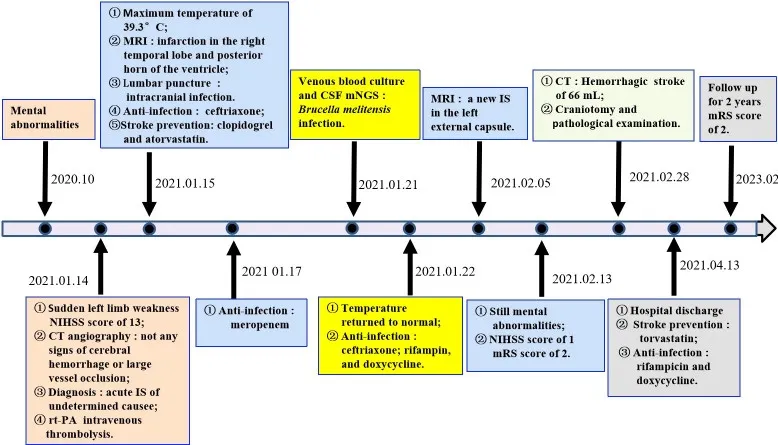 Mental
abnormalities
① Maximum temperature of
39.3° C;
② MRI : infarction in the right
temporal lobe and posterior
horn of the ventricle;
③ Lumbar puncture :
intracranial infection.
④ Anti-infection : ceftriaxone;
⑤Stroke prevention: clopidogrel
and atorvastatin.
Venous blood culture
and CSF mNGS :
Brucella melitensis
infection.
MRI : a new IS
in the left
external capsule.
① CT : Hemorrhagic stroke
of 66 mL;
② Craniotomy and
pathological examination.
Follow up
for 2 years
mRS score
of 2.
2020.10
2021.01.15
2021.01.21
2021.02.05
2021.02.28
2023.02
2021.01.14
2021 01.17
2021.01.22
2021.02.13
2021.04.13
① Sudden left limb weakness
NIHSS score of 13;
② CT angiography : not any
signs of cerebral
hemorrhage or large
vessel occlusion;
③ Diagnosis : acute IS of
undetermined causee;
④ rt-PA intravenous
thrombolysis.
① Anti-infection :
meropenem
① Temperature
returned to normal;
② Anti-infection :
ceftriaxone; rifampin,
and doxycycline.
① Still mental
abnormalities;
② NIHSS score of 1
mRS score of 2.
① Hospital discharge
② Stroke prevention :
torvastatin;
③ Anti-infection :
rifampicin and
doxycycline.